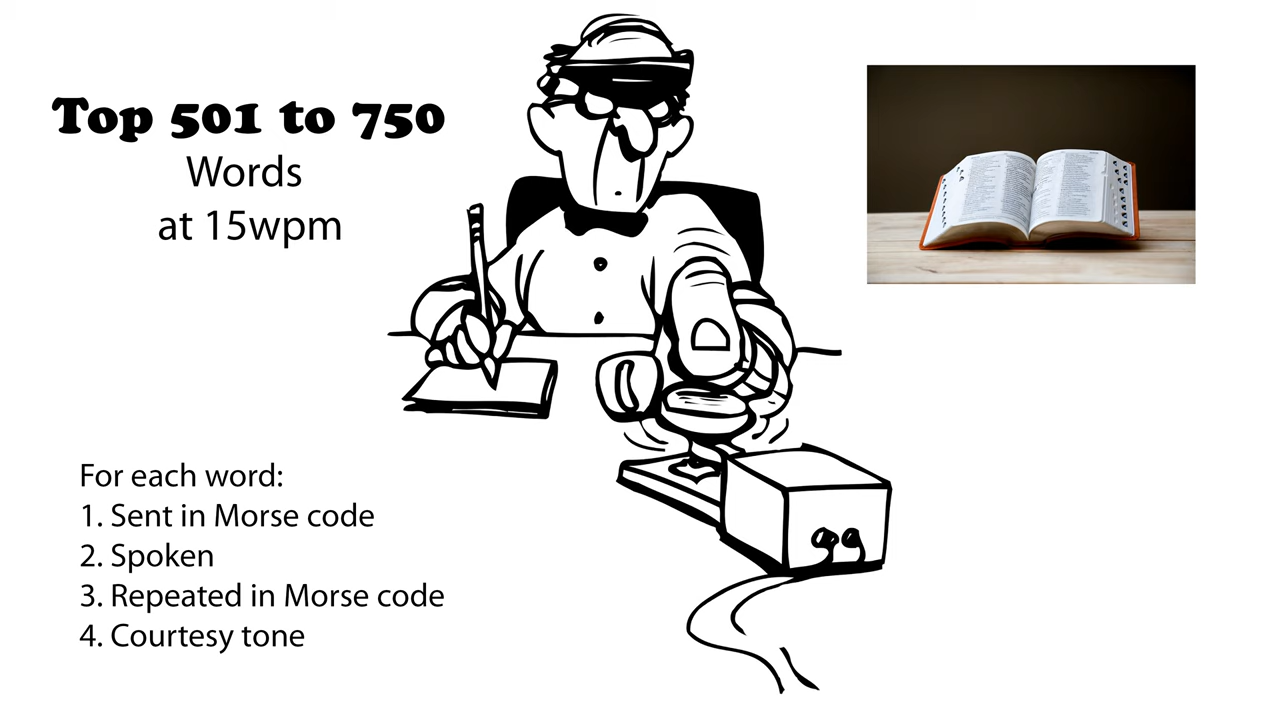 Top 501 to 750
Words
at 15wpm
For each word:
1. Sent in Morse code
2. Spoken
3. Repeated in Morse code
4. Courtesy tone